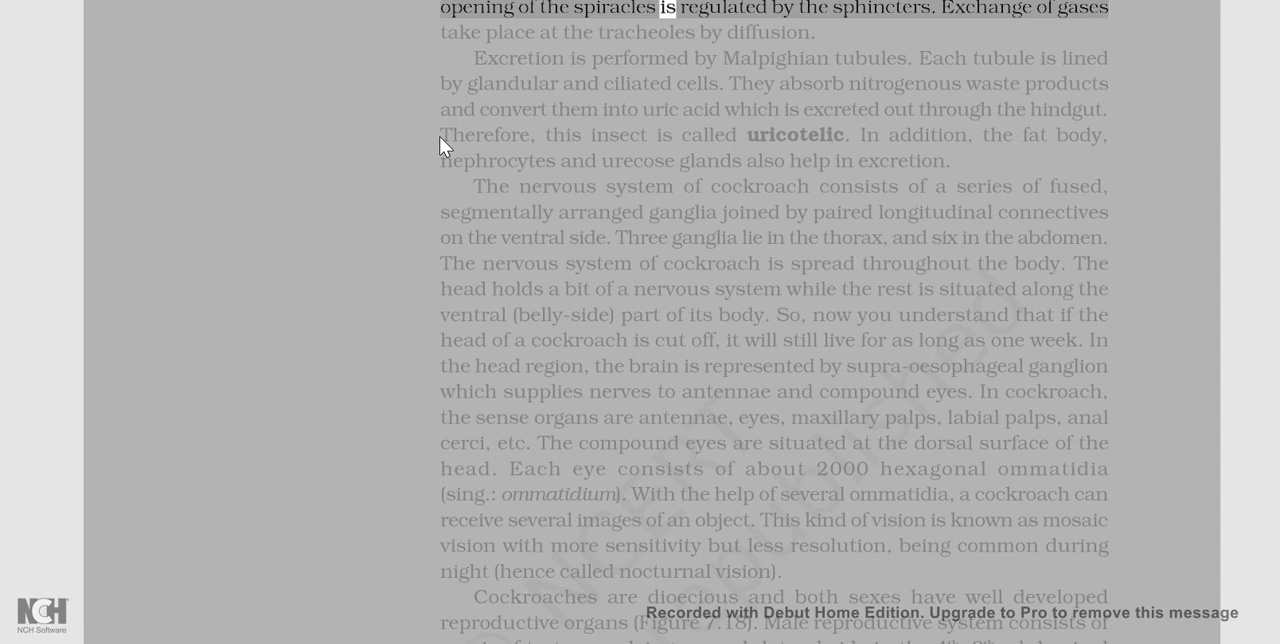 opening of the spiracles is regulated by the sphincters. Exchange of gases
take place at the tracheoles by diffusion.
Excretion is performed by Malpighian tubules. Each tubule is lined
by glandular and ciliated cells. They absorb nitrogenous waste products
and convert them into uric acid which is excreted out through the hindgut.
Therefore, this insect is called uricotelic. In addition, the fat body,
nephrocytes and urecose glands also help in excretion.
The nervous system of cockroach consists of a series of fused,
segmentally arranged ganglia joined by paired longitudinal connectives
on the ventral side. Three ganglia lie in the thorax, and six in the abdomen.
The nervous system of cockroach is spread throughout the body. The
head holds a bit of a nervous system while the rest is situated along the
ventral (belly-side) part of its body. So, now you understand that if the
head of a cockroach is cut off, it will still live for as long as one week. In
the head region, the brain is represented by supra-oesophageal ganglion
which supplies nerves to antennae and compound eyes. In cockroach,
the sense organs are antennae, eyes, maxillary palps, labial palps, anal
cerci, etc. The compound eyes are situated at the dorsal surface of the
head. Each eye consists of about 2000 hexagonal ommatidia
(sing.: ommatidium). With the help of several ommatidia, a cockroach can
receive several images of an object. This kind of vision is known as mosaic
vision with more sensitivity but less resolution, being common during
night (hence called nocturnal vision).
Cockroaches are dioecious and both sexes have well developed
reproductive organs (Figure 7.18). Male reproductive system consists of
NCERT
republished
NCH
NCH Software
Recorded with Debut Home Edition. Upgrade to Pro to remove this message